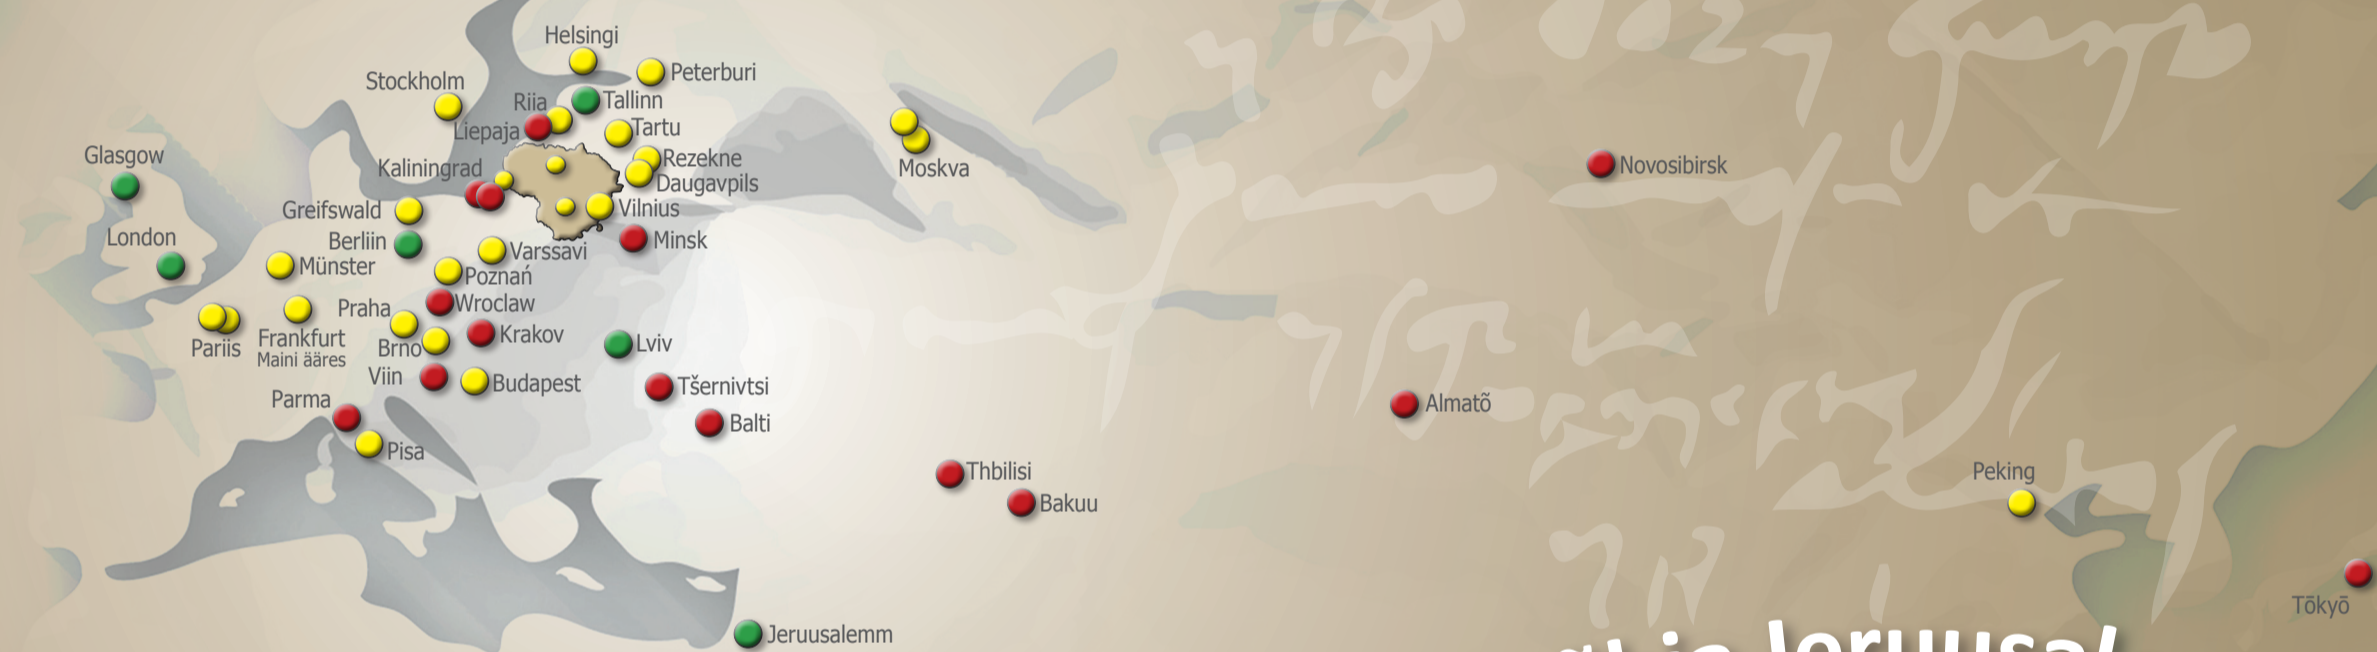 Helsingi
Peterburi
Stockholm
Riia
Tallinn
Liepaja
Tartu
Glasgow
Kaliningrad
Rezekne
Daugavpils
Moskva
Novosibirsk
Greifswald
Vilnius
London
Berliin
Minsk
Münster
Varssavi
Poznań
Praha
Wroclaw
Pariis
Frankfurt
Maini ääres
Brno
Krakov
Lviv
Viin
Budapest
Tšernivtsi
Parma
Balti
Almatõ
Pisa
Thbilisi
Bakuu
Peking
Tōkyō
Jeruusalemm